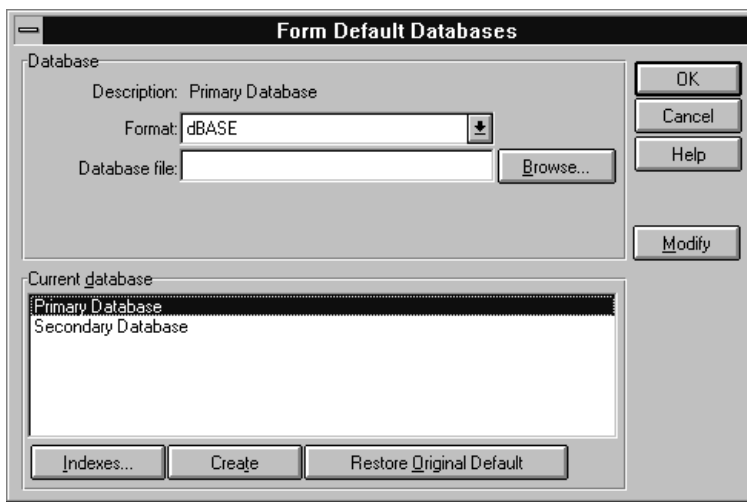 Form Default Databases
Database
Description: Primary Database
Format: dBASE
Database file:
Browse...
OK
Cancel
Help
Modify
Current database
Primary Database
Secondary Database
Indexes...
Create
Restore Original Default